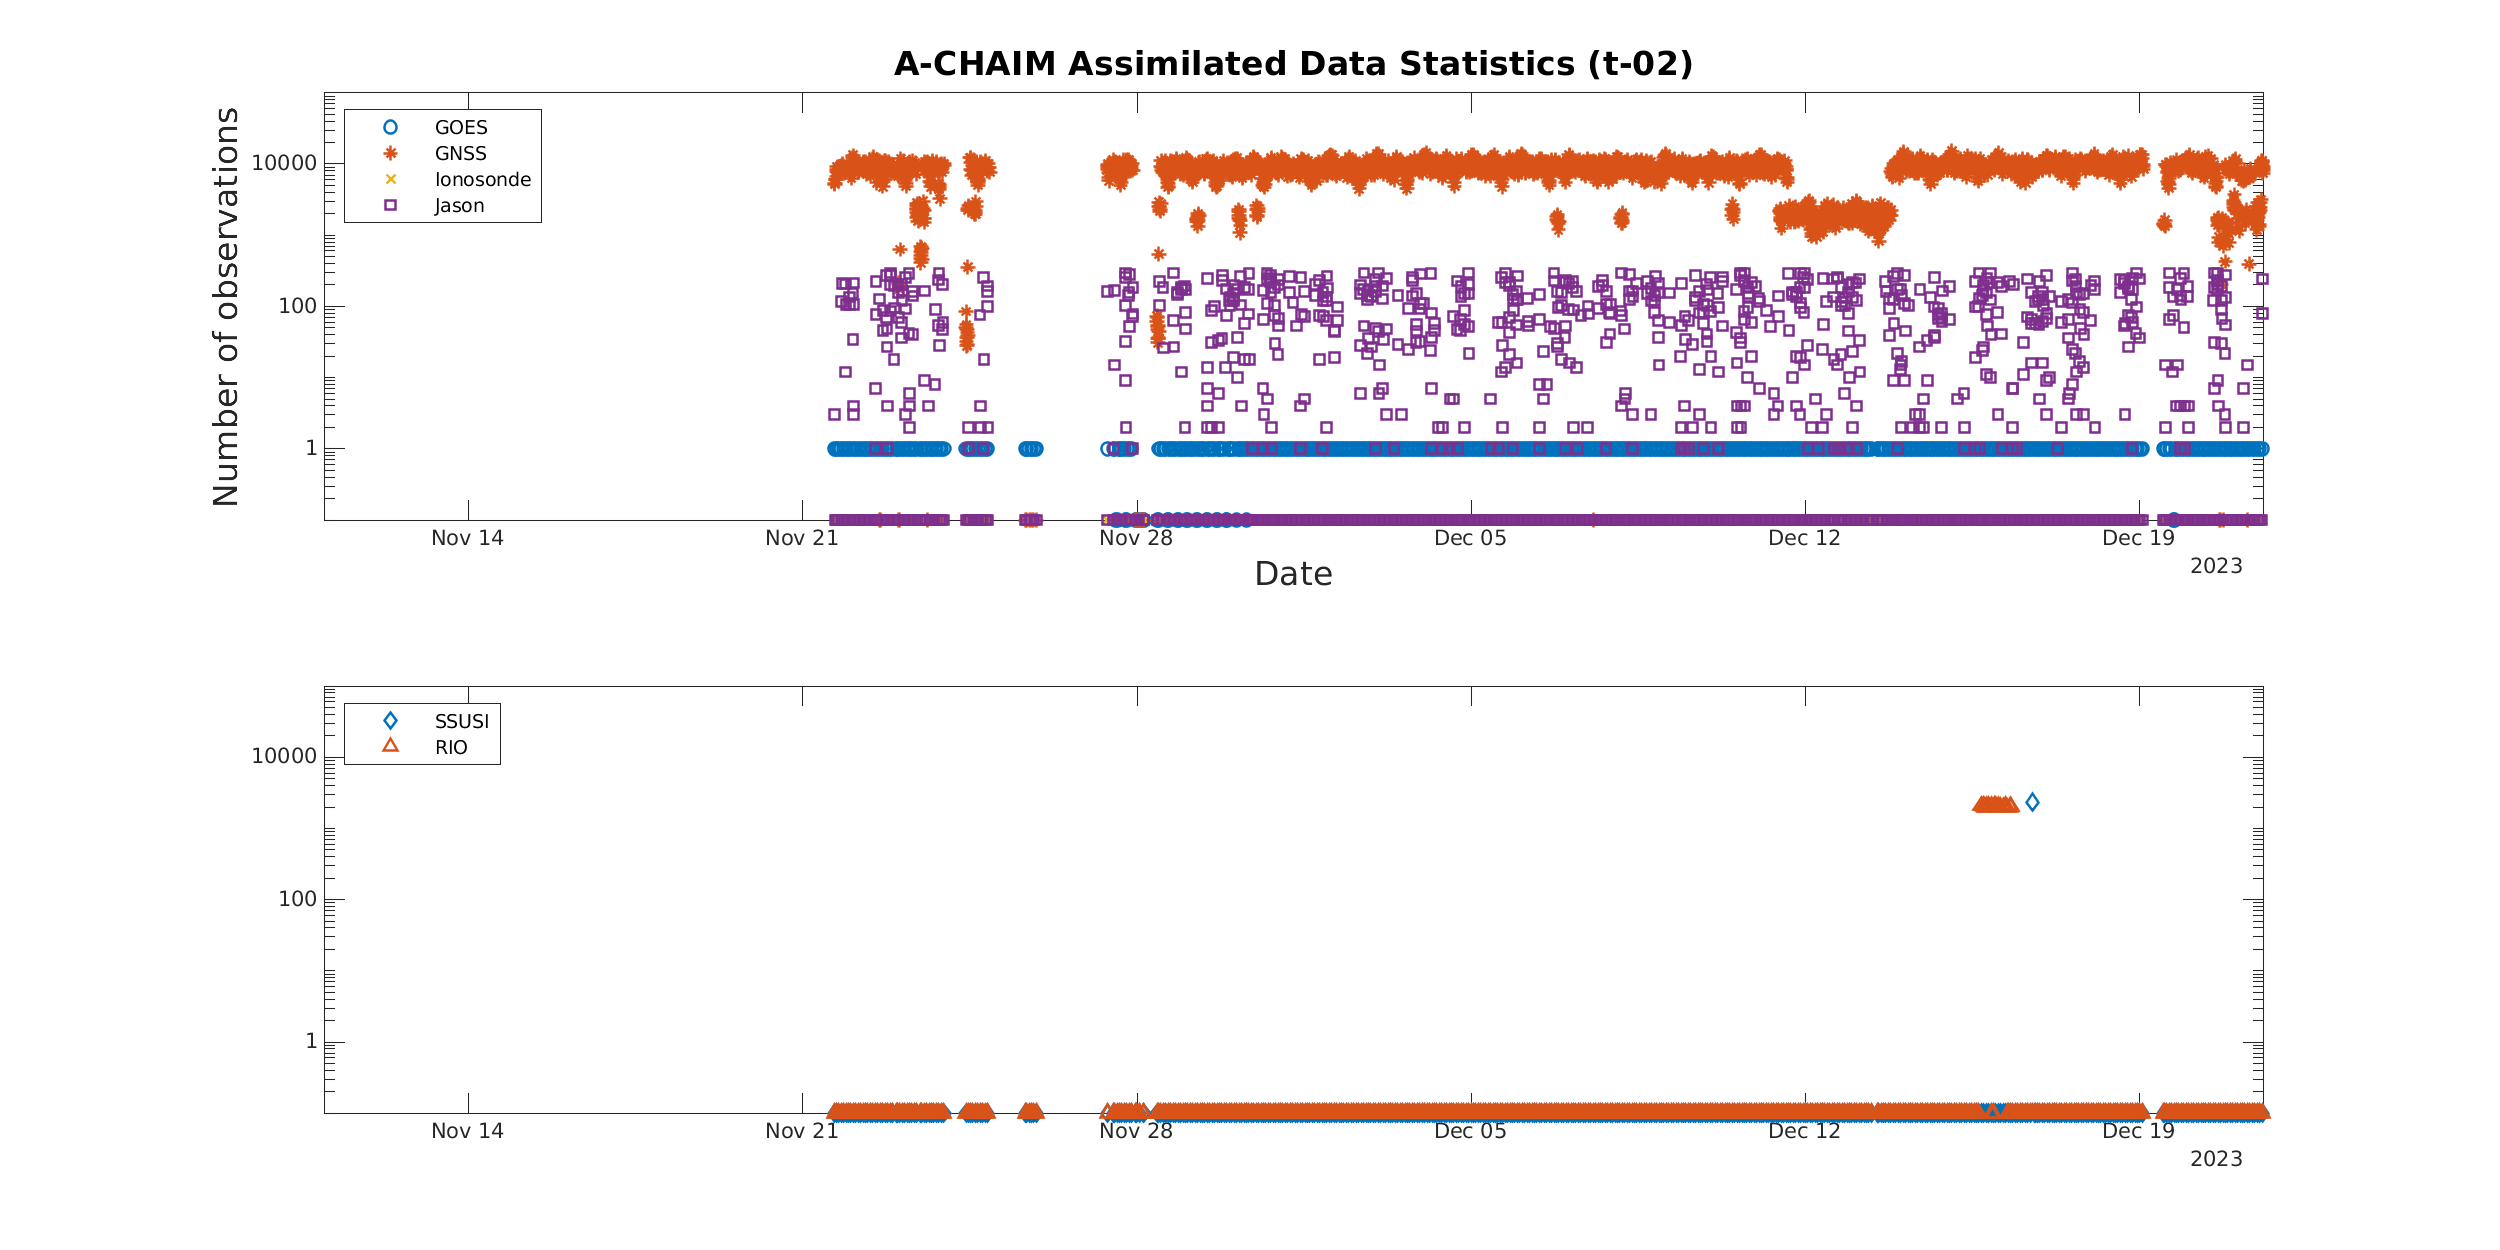 A-CHAIM Assimilated Data Statistics (t-02)
Number of observations
GOES
GNSS
Ionosonde
Jason
10000
100
1
Nov 14 Nov 21 Nov 28 Dec 05 Dec 12 Dec 19
2023
Date
SSUSI
RIO
10000
100
1
Nov 14 Nov 21 Nov 28 Dec 05 Dec 12 Dec 19
2023